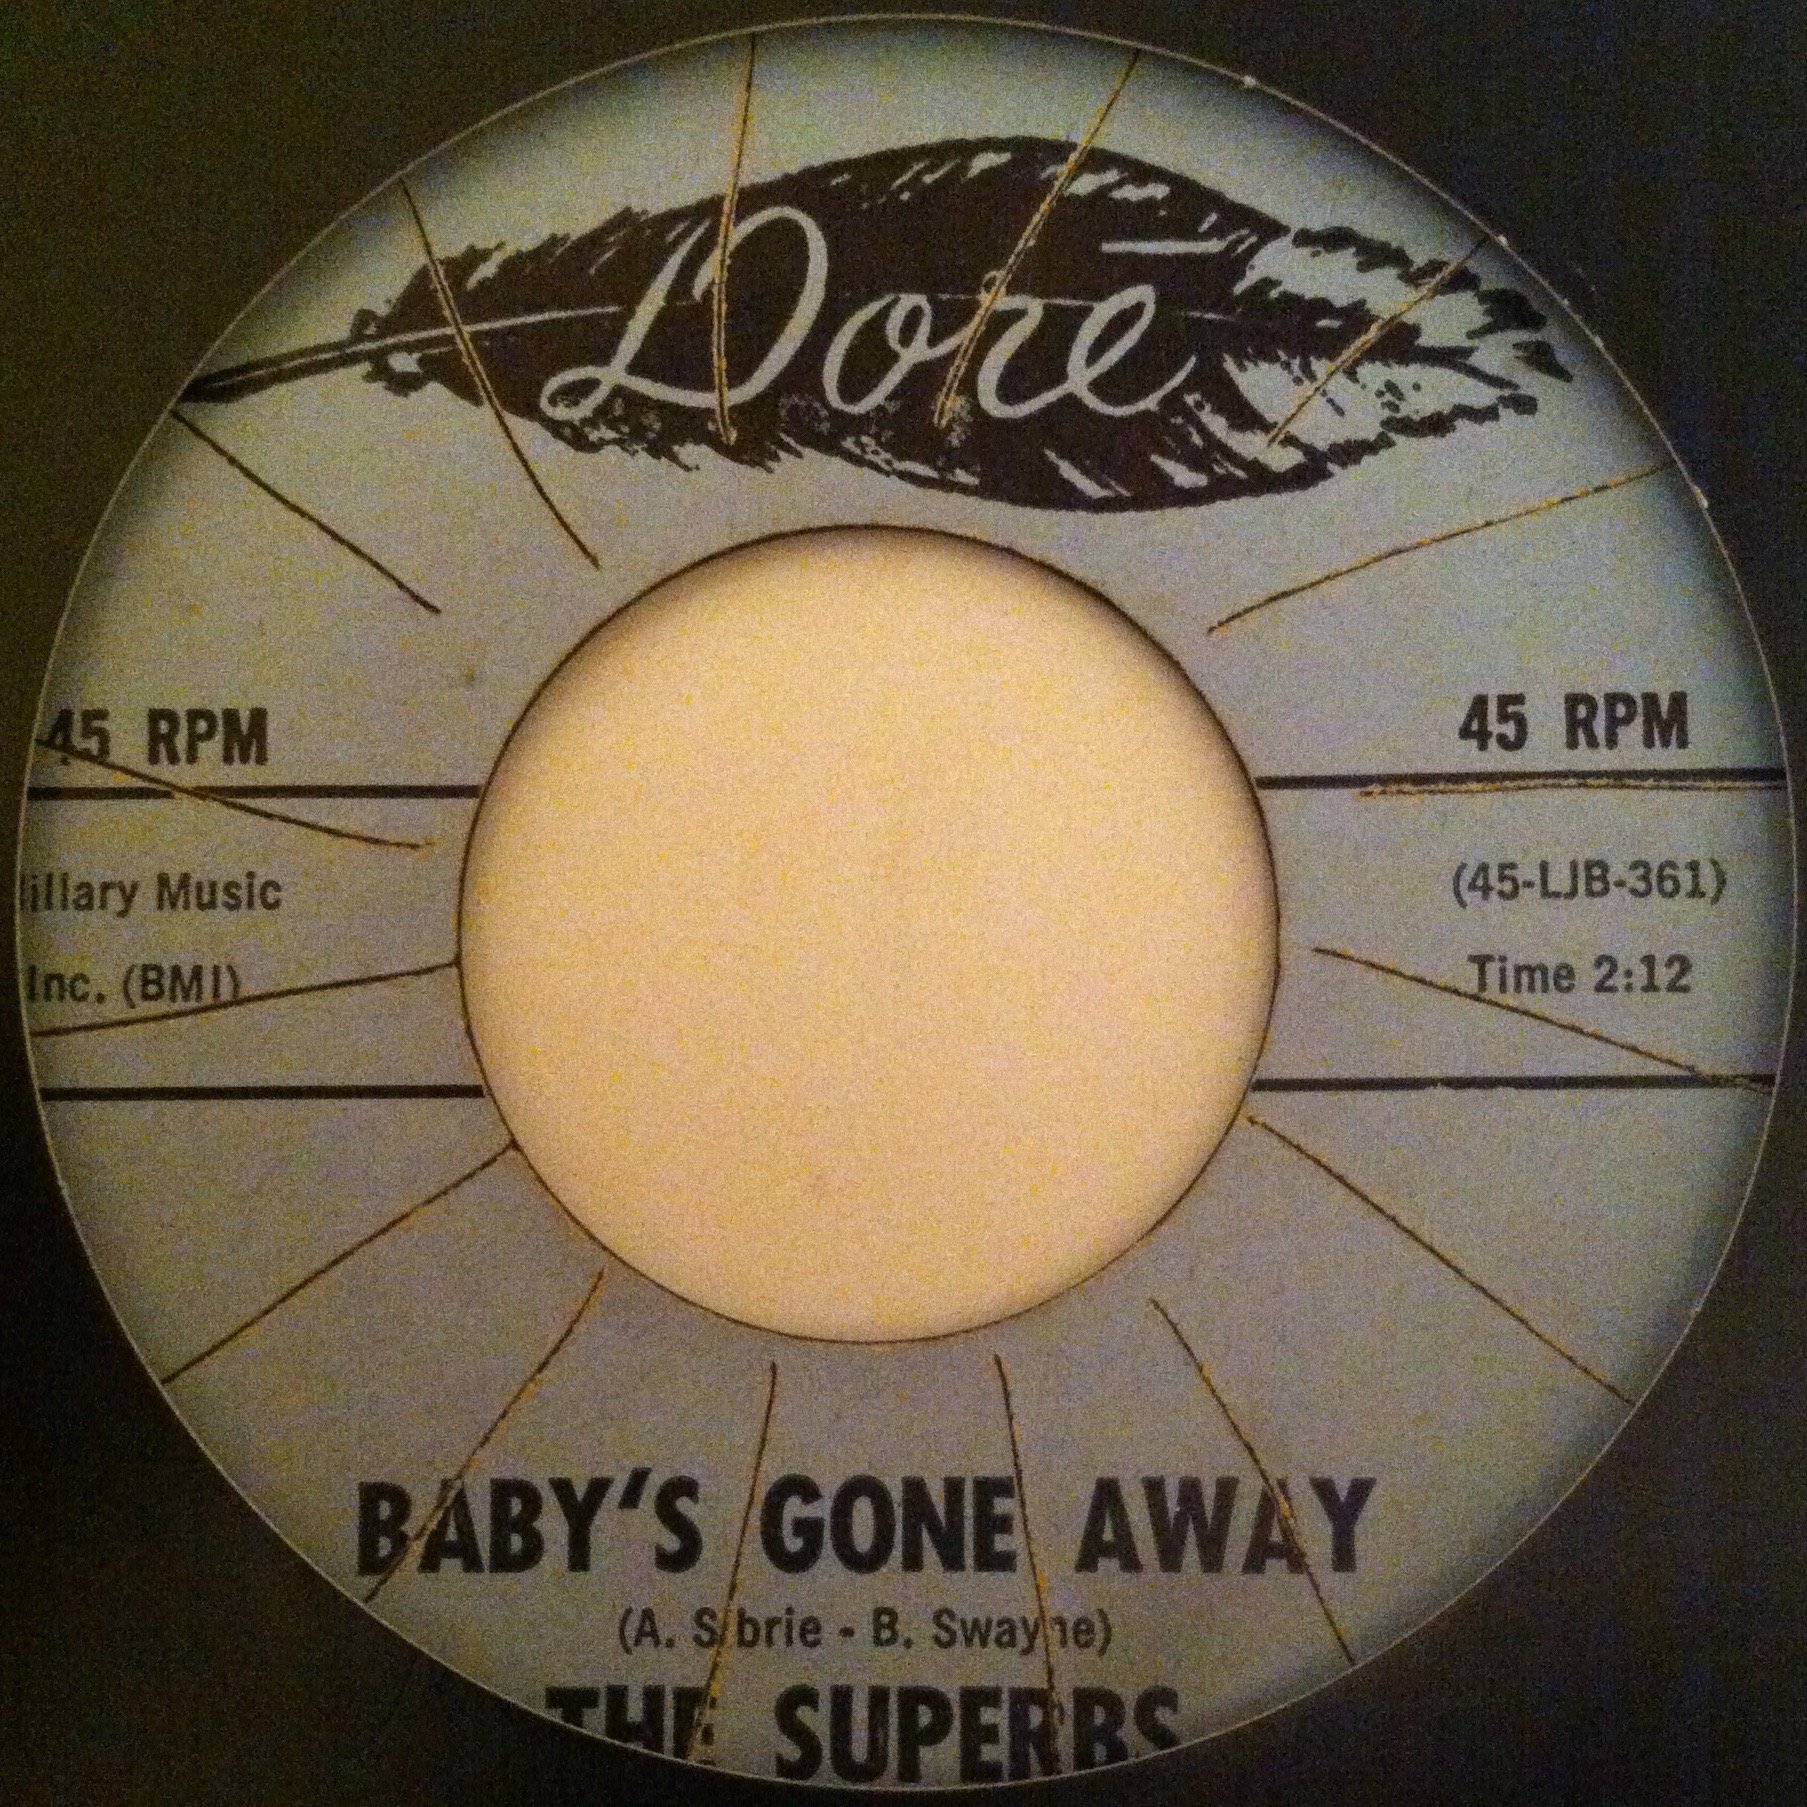 Dore
45 RPM
45 RPM
illary Music
Inc. (BMI)
(45-LJB-361)
Time 2:12
BABY'S GONE AWAY
(A. Sibrie - B. Swayne)
THE SUPERBS